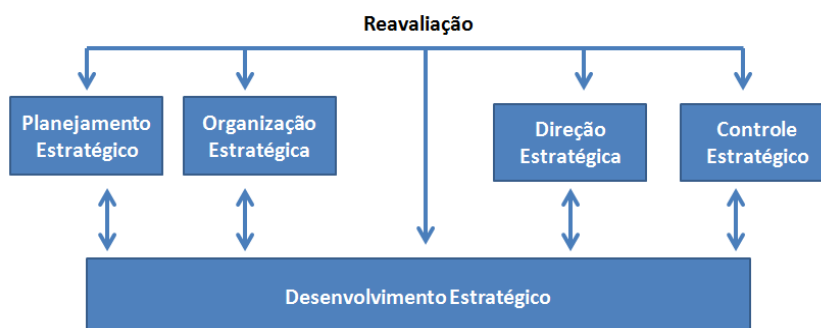 Reavaliação
Planejamento
Estratégico
Organização
Estratégica
Direção
Estratégica
Controle
Estratégico
Desenvolvimento Estratégico